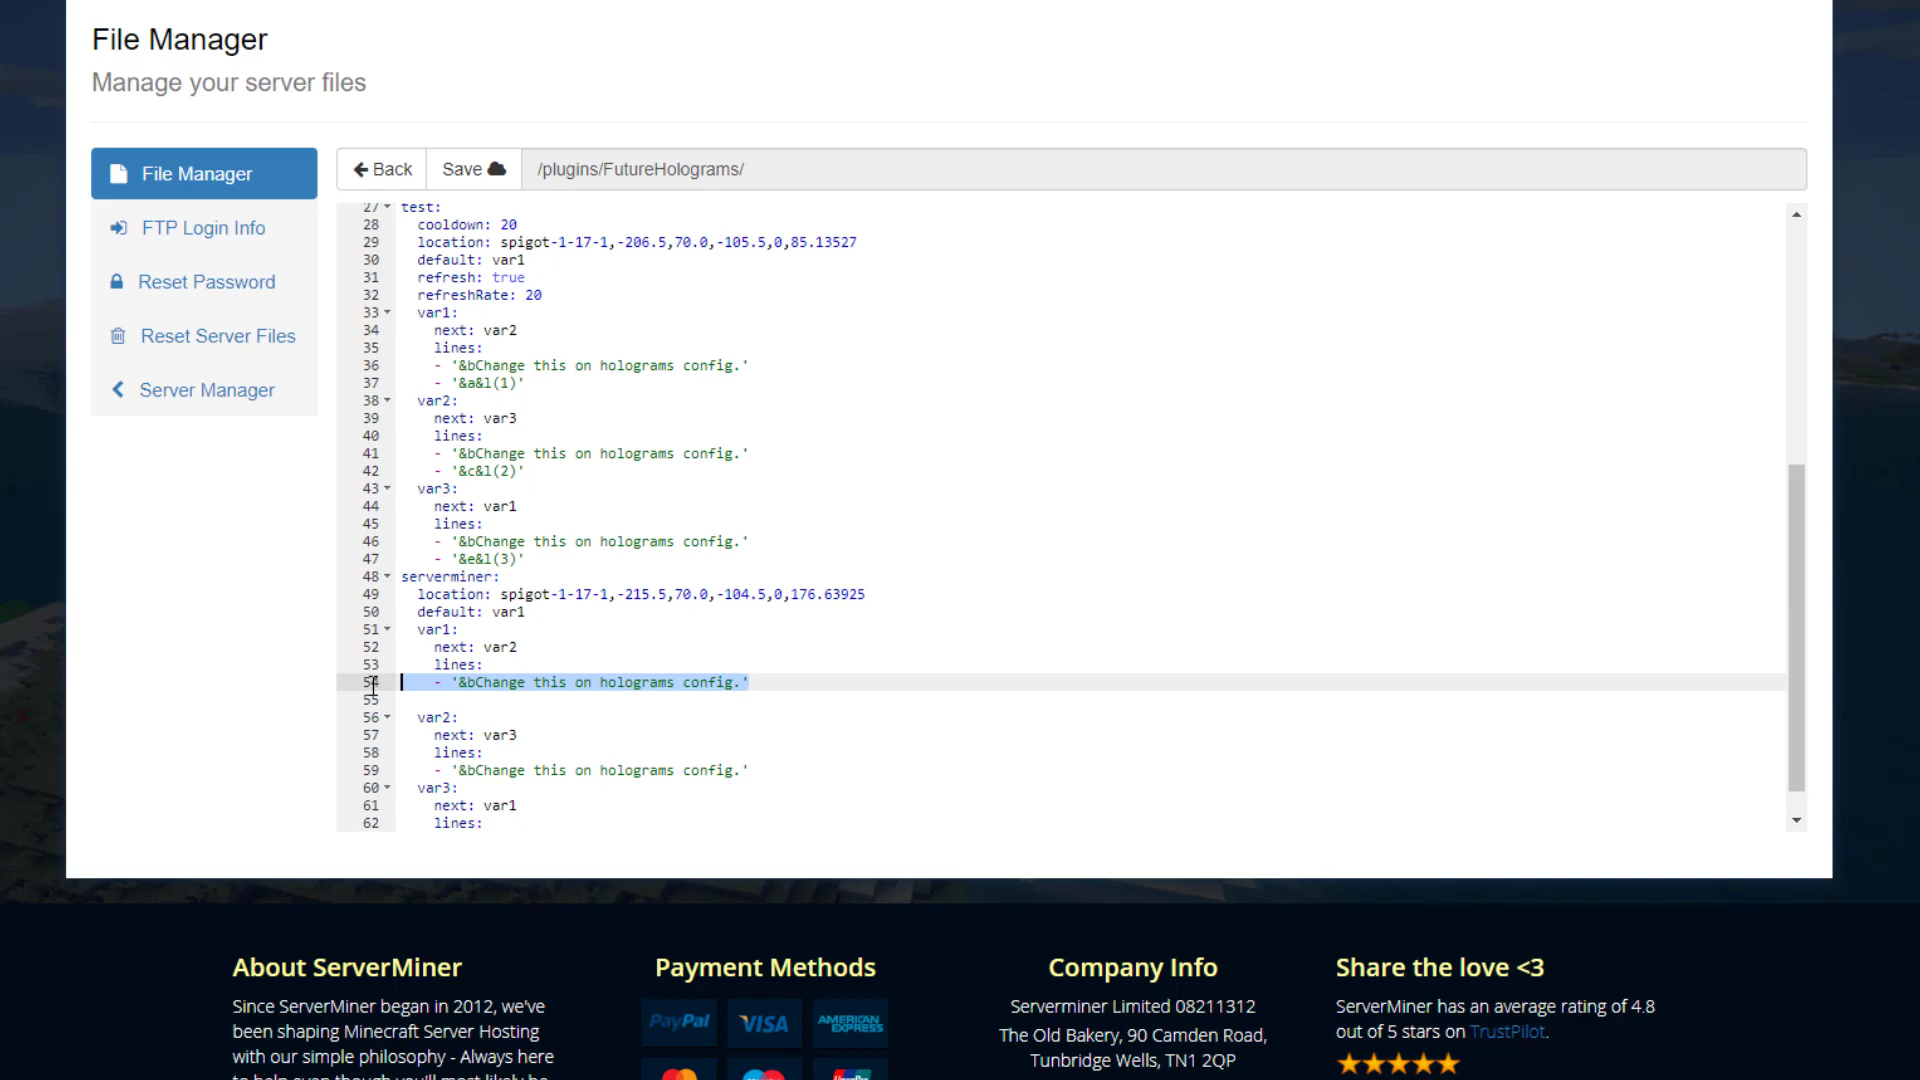 File Manager
Manage your server files
File Manager
FTP Login Info
Reset Password
Reset Server Files
Server Manager
Back
Save
/plugins/FutureHolograms/
27 test:
28 cooldown: 20
29 location: spigot-1-17-1,-206.5,70.0,-105.5,0,85.13527
30 default: var1
31 refresh: true
32 refreshRate: 20
33 var1:
34 next: var2
35 lines:
36 - '&bChange this on holograms config.'
37 - '&a&l(1)'
38 var2:
39 next: var3
40 lines:
41 - '&bChange this on holograms config.'
42 - '&c&l(2)'
43 var3:
44 next: var1
45 lines:
46 - '&bChange this on holograms config.'
47 - '&e&l(3)'
48 serverminer:
49 location: spigot-1-17-1,-215.5,70.0,-104.5,0,176.63925
50 default: var1
51 var1:
52 next: var2
53 lines:
54 - '&bChange this on holograms config.'
55
56 var2:
57 next: var3
58 lines:
59 - '&bChange this on holograms config.'
60 var3:
61 next: var1
62 lines:
About ServerMiner
Since ServerMiner began in 2012, we've
been shaping Minecraft Server Hosting
with our simple philosophy - Always here
Payment Methods
PayPal VISA AMERICAN EXPRESS
Company Info
Serverminer Limited 08211312
The Old Bakery, 90 Camden Road,
Tunbridge Wells, TN1 2QP
Share the love <3
ServerMiner has an average rating of 4.8
out of 5 stars on TrustPilot.